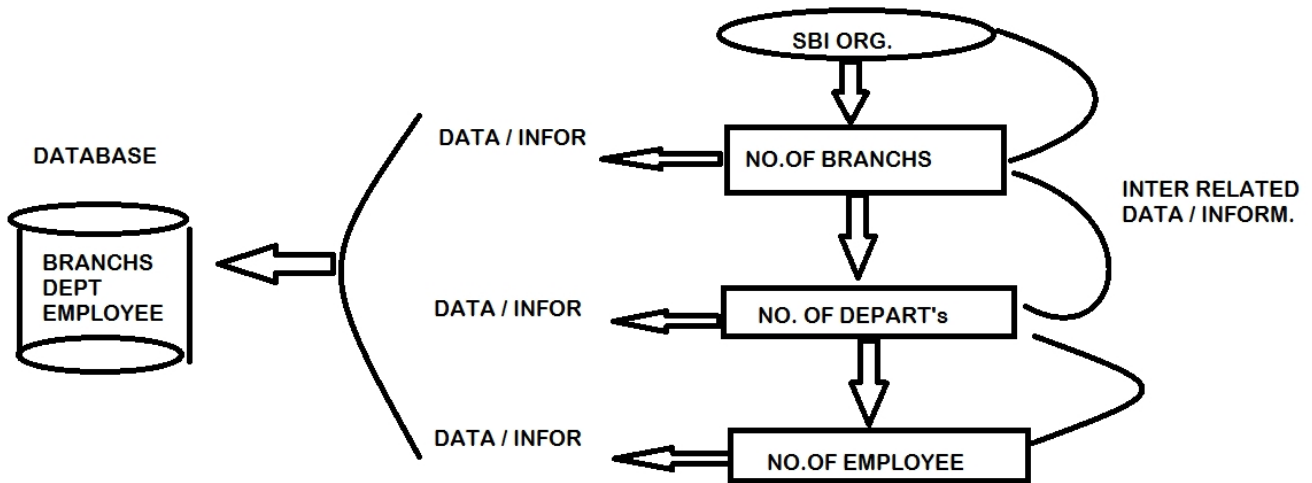 SBI ORG.
DATA / INFOR
NO.OF BRANCHS
DATABASE
INTER RELATED
DATA / INFORM.
BRANCHS
DEPT
EMPLOYEE
DATA / INFOR
NO. OF DEPART's
DATA / INFOR
NO.OF EMPLOYEE